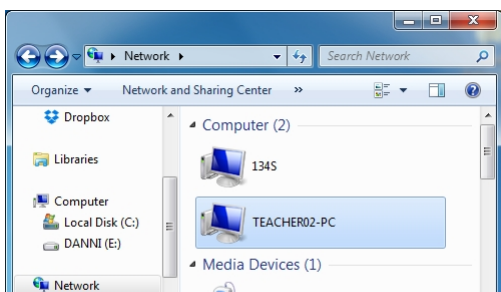 Network
Search Network
Organize
Network and Sharing Center
»
Dropbox
Libraries
Computer
Local Disk (C:)
DANNI (E:)
Network
Computer (2)
134S
TEACHER02-PC
Media Devices (1)